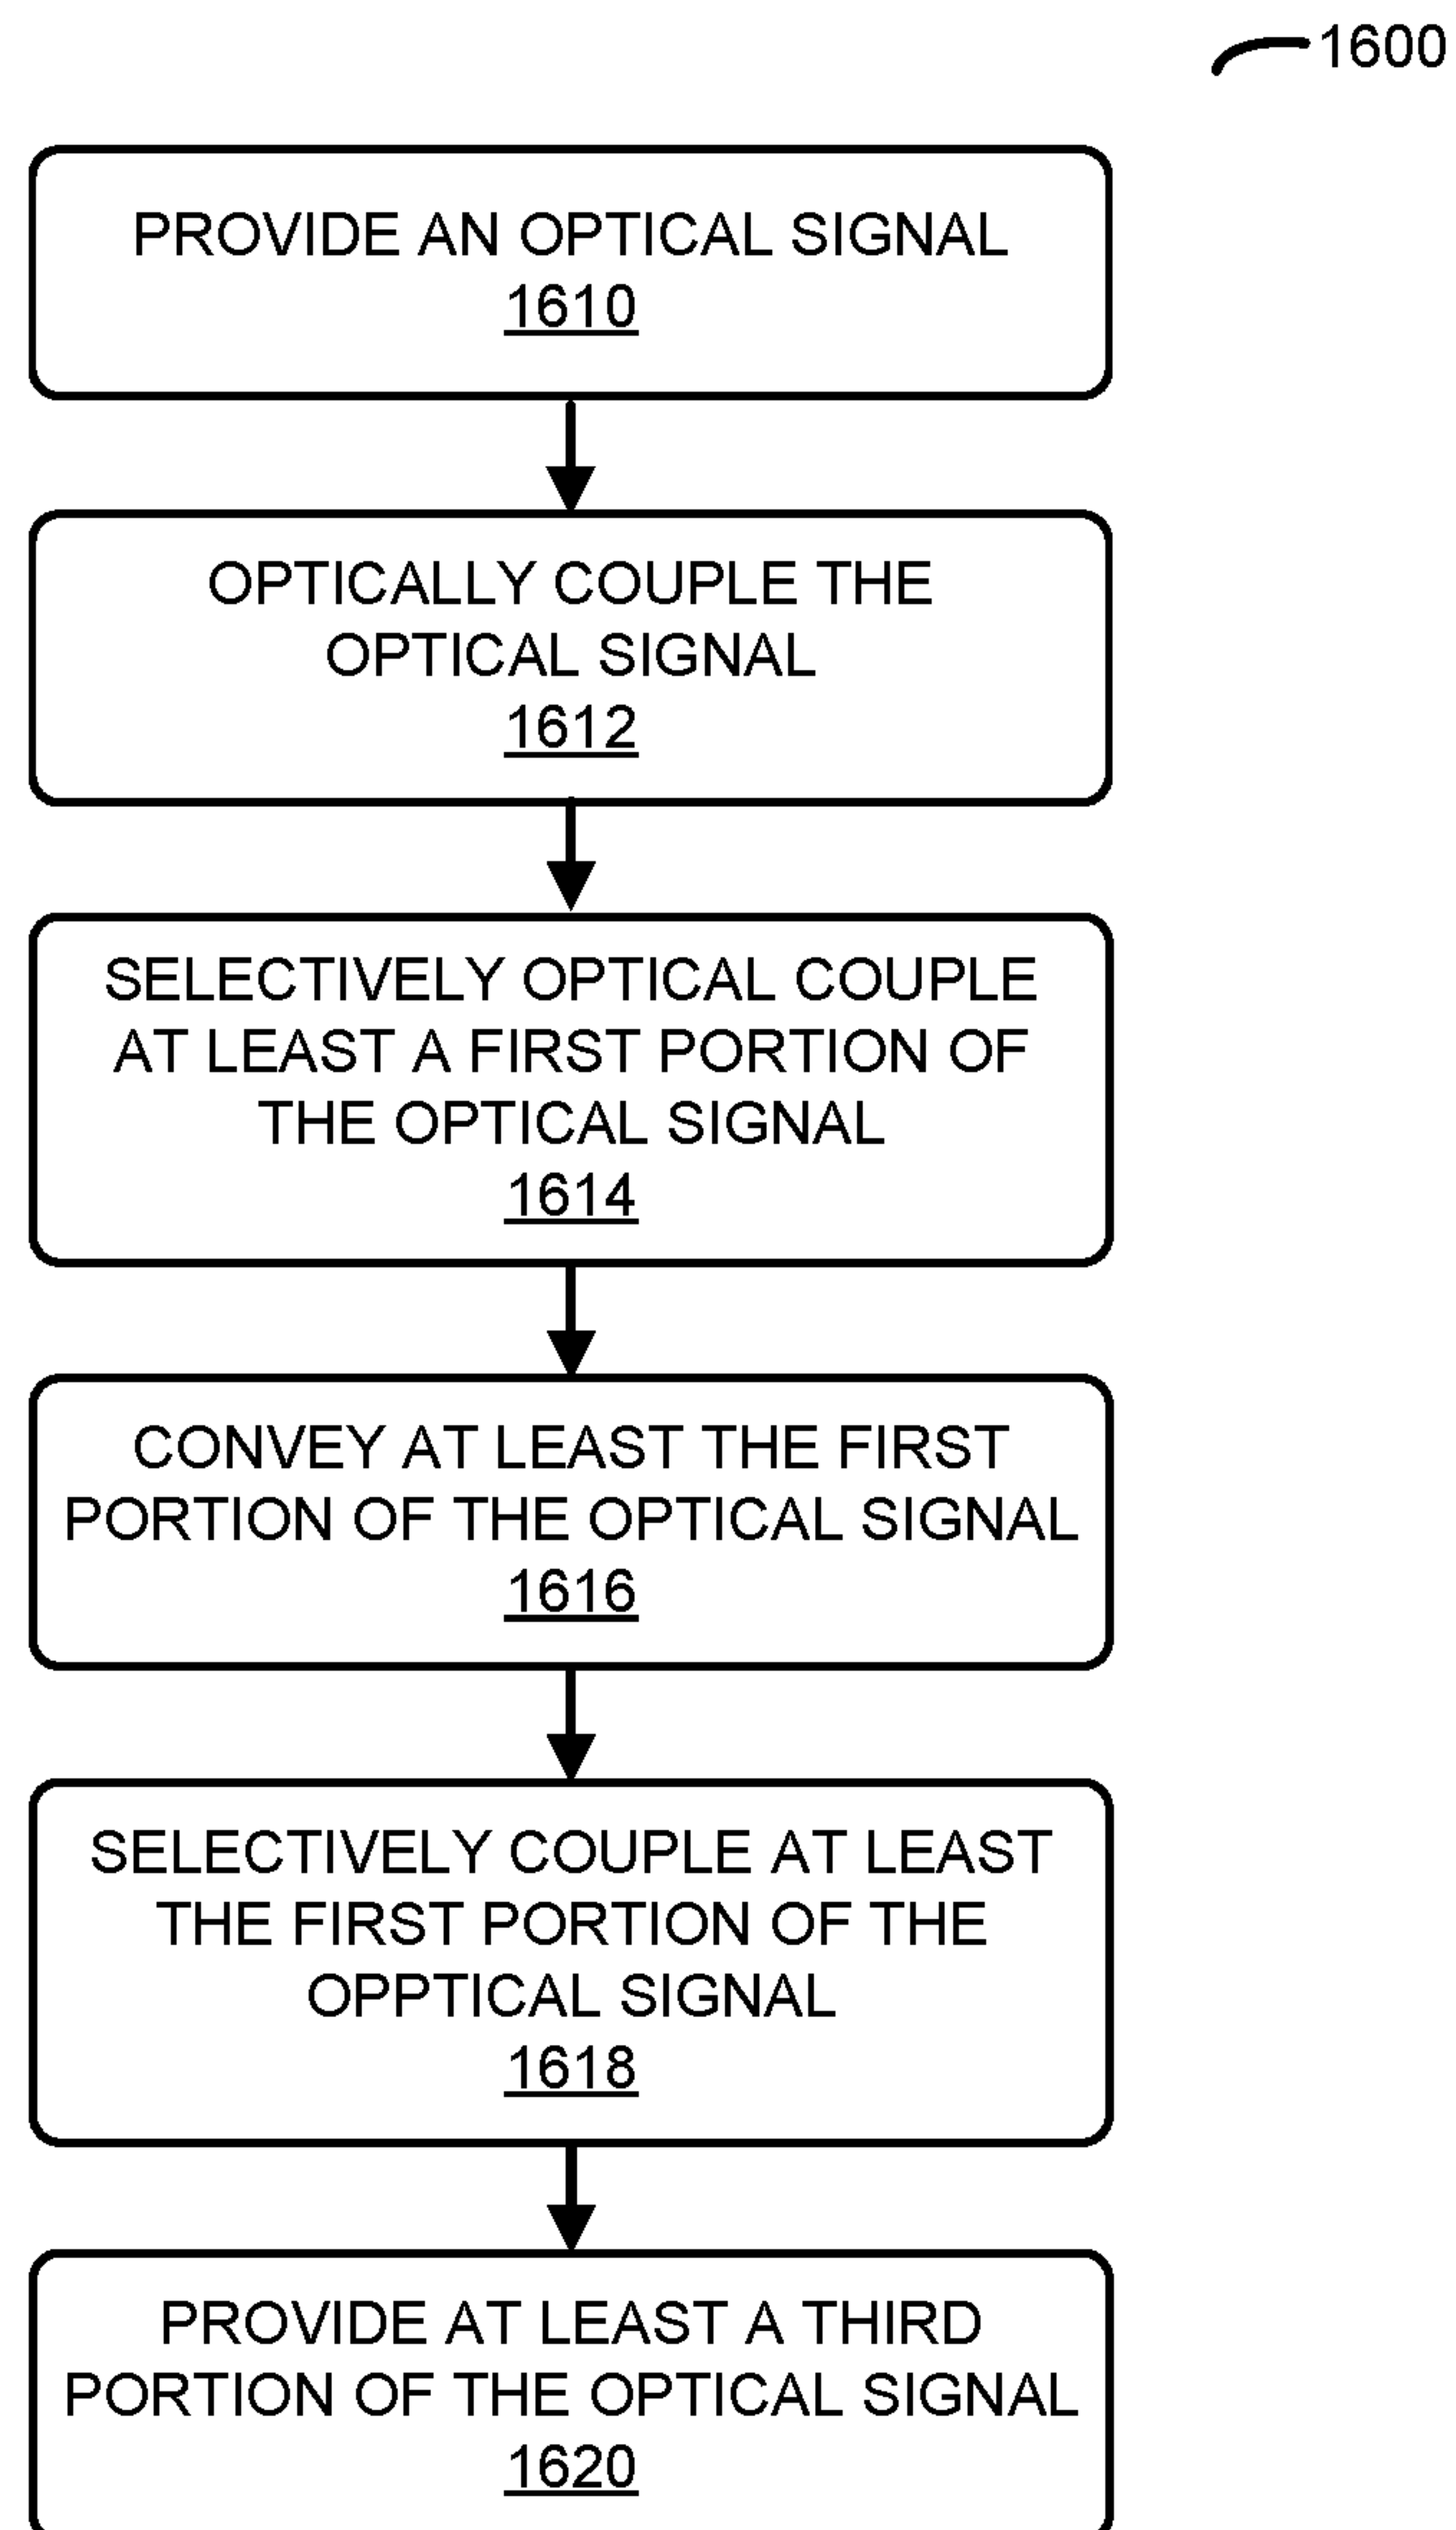 1600
PROVIDE AN OPTICAL SIGNAL
1610
OPTICALLY COUPLE THE
OPTICAL SIGNAL
1612
SELECTIVELY OPTICAL COUPLE
AT LEAST A FIRST PORTION OF
THE OPTICAL SIGNAL
1614
CONVEY AT LEAST THE FIRST
PORTION OF THE OPTICAL SIGNAL
1616
SELECTIVELY COUPLE AT LEAST
THE FIRST PORTION OF THE
OPPTICAL SIGNAL
1618
PROVIDE AT LEAST A THIRD
PORTION OF THE OPTICAL SIGNAL
1620